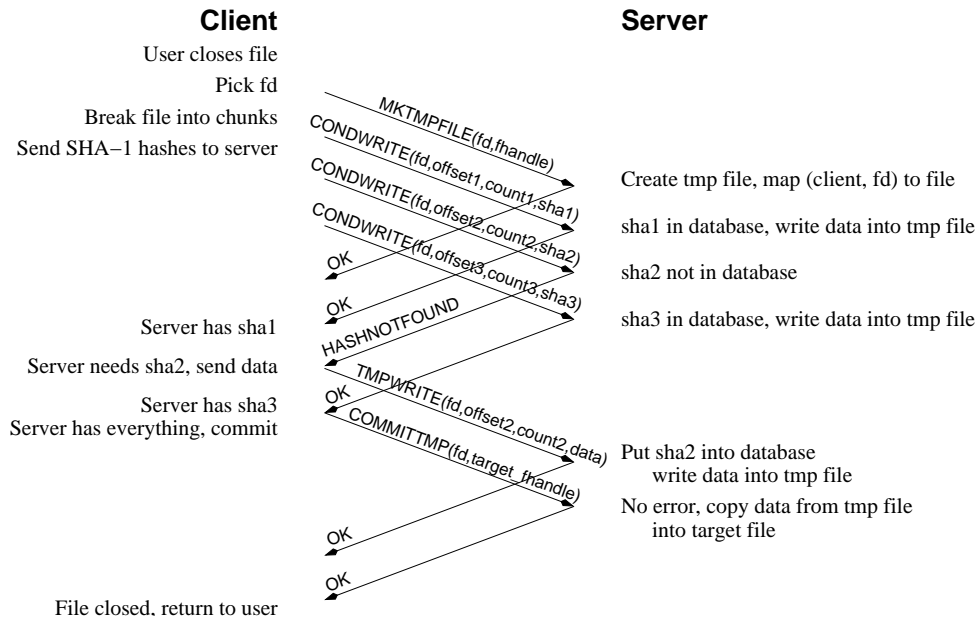 Client
Server
User closes file
Pick fd
MKTMPFILE(fd,fhandle)
Break file into chunks
CONDWRITE(fd,offset1,count1,sha1)
Send SHA−1 hashes to server
Create tmp file, map (client, fd) to file
CONDWRITE(fd,offset2,count2,sha2)
sha1 in database, write data into tmp file
CONDWRITE(fd,offset3,count3,sha3)
OK
sha2 not in database
OK
Server has sha1
sha3 in database, write data into tmp file
HASHNOTFOUND
Server needs sha2, send data
TMPWRITE(fd,offset2,count2,data)
OK
Server has sha3
Server has everything, commit
COMMITTMP(fd,target_fhandle)
Put sha2 into database
write data into tmp file
No error, copy data from tmp file
into target file
OK
OK
File closed, return to user